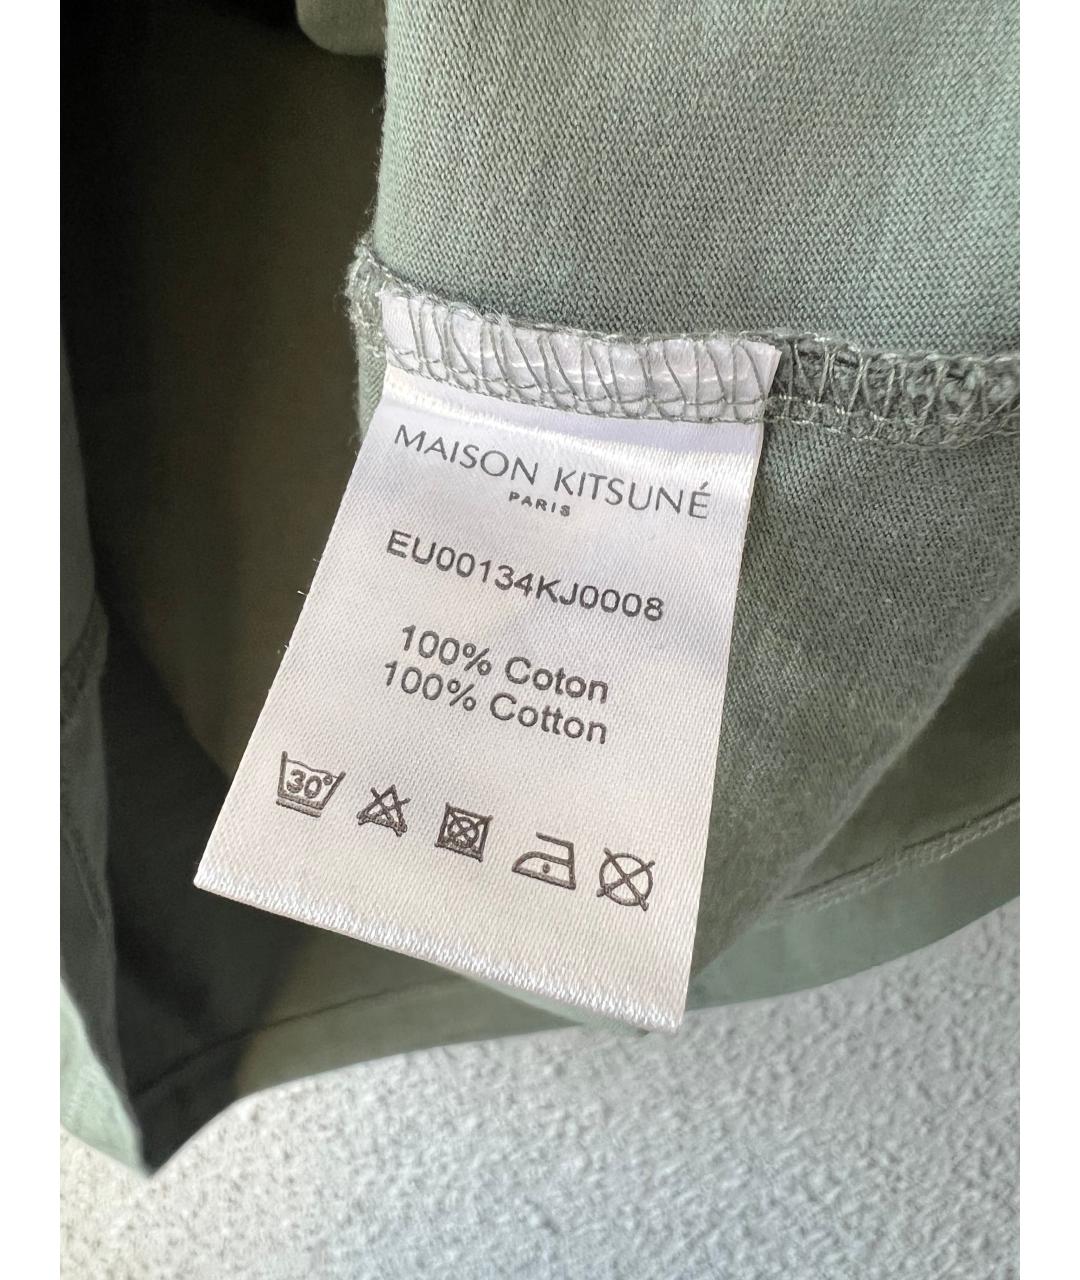 MAISON KITSUNÉ
PARIS
EU00134KJ0008
100% Coton
100% Cotton
30°